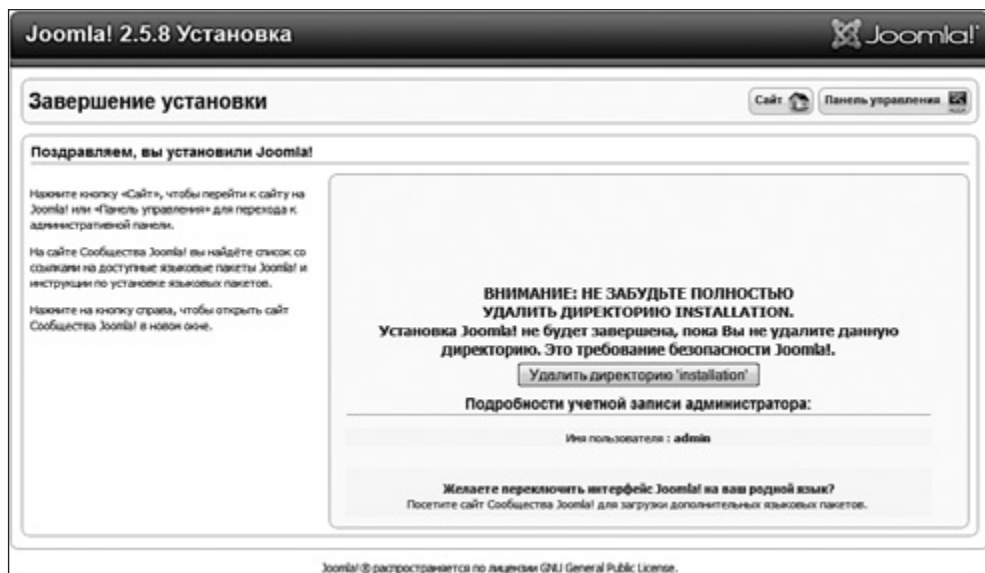 Joomla! 2.5.8 Установка
Joomla!
Завершение установки
Сайт
Панель управления
Поздравляем, вы установили Joomla!
Нажмите кнопку «Сайт», чтобы перейти к сайту на
Joomla! или «Панель управления» для перехода к
административной панели.
На сайте Сообщества Joomla! вы найдёте список со
ссылками на доступные языковые пакеты Joomla! и
инструкции по установке языковых пакетов.
Нажмите на кнопку справа, чтобы открыть сайт
Сообщества Joomla! в новом окне.
ВНИМАНИЕ: НЕ ЗАБУДЬТЕ ПОЛНОСТЬЮ
УДАЛИТЬ ДИРЕКТОРИЮ INSTALLATION.
Установка Joomla! не будет завершена, пока Вы не удалите данную
директорию. Это требование безопасности Joomla!.
Удалить директорию 'installation'
Подробности учетной записи администратора:
Имя пользователя : admin
Желаете переключить интерфейс Joomla! на ваш родной язык?
Посетите сайт Сообщества Joomla! для загрузки дополнительных языковых пакетов.
Joomla! ® распространяется по лицензии GNU General Public License.